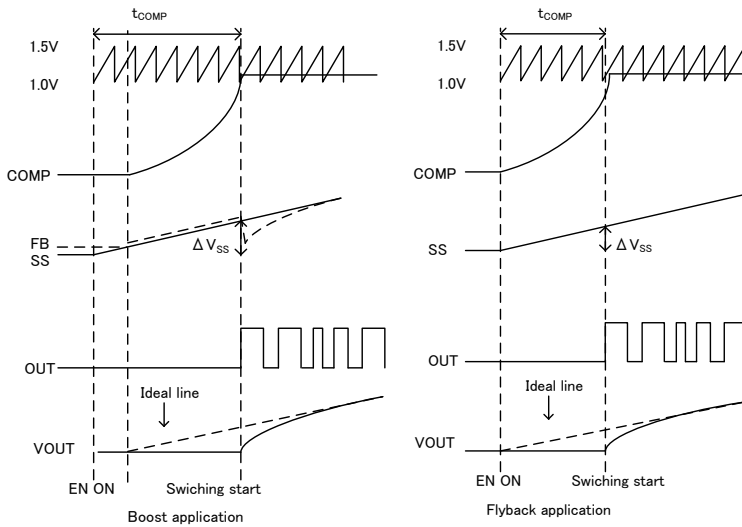 tCOMP
1.5V
1.0V
COMP
FB
SS
ΔVSS
OUT
Ideal line
VOUT
EN ON
Swiching start
Boost application
tCOMP
1.5V
1.0V
COMP
SS
ΔVSS
OUT
Ideal line
VOUT
EN ON
Swiching start
Flyback application